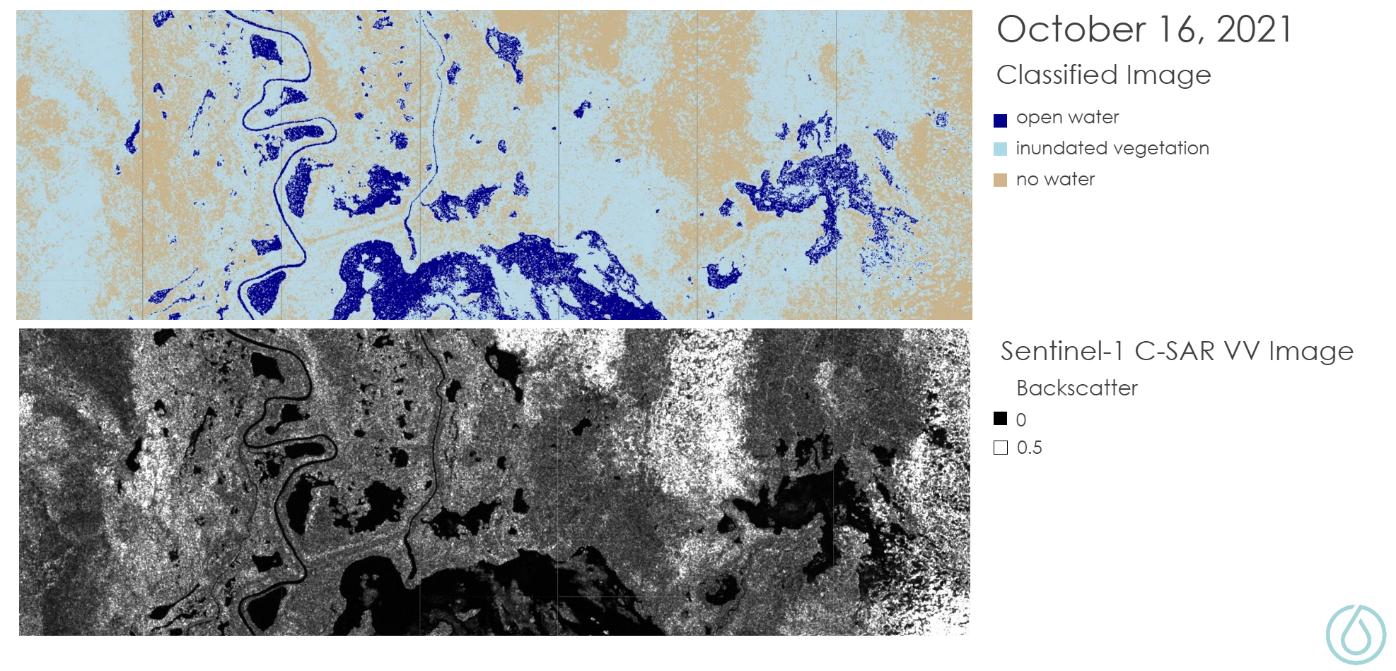 October 16, 2021
Classified Image
open water
inundated vegetation
no water
Sentinel-1 C-SAR VV Image
Backscatter
0
0.5